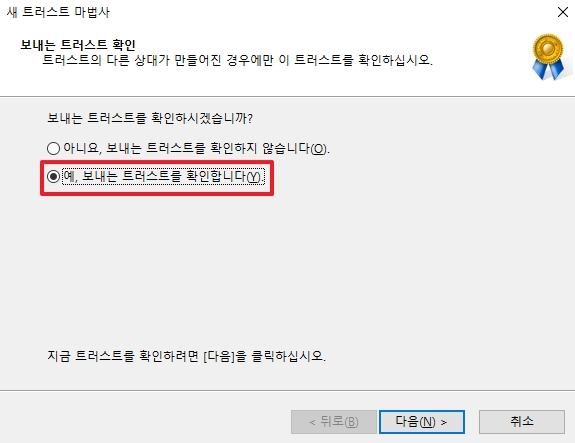 새 트러스트 마법사
보내는 트러스트 확인
트러스트의 다른 상대가 만들어진 경우에만 이 트러스트를 확인하십시오.
보내는 트러스트를 확인하시겠습니까?
아니요, 보내는 트러스트를 확인하지 않습니다(O).
예, 보내는 트러스트를 확인합니다(Y).
지금 트러스트를 확인하려면 [다음]을 클릭하십시오.
< 뒤로(B) 다음(N) > 취소